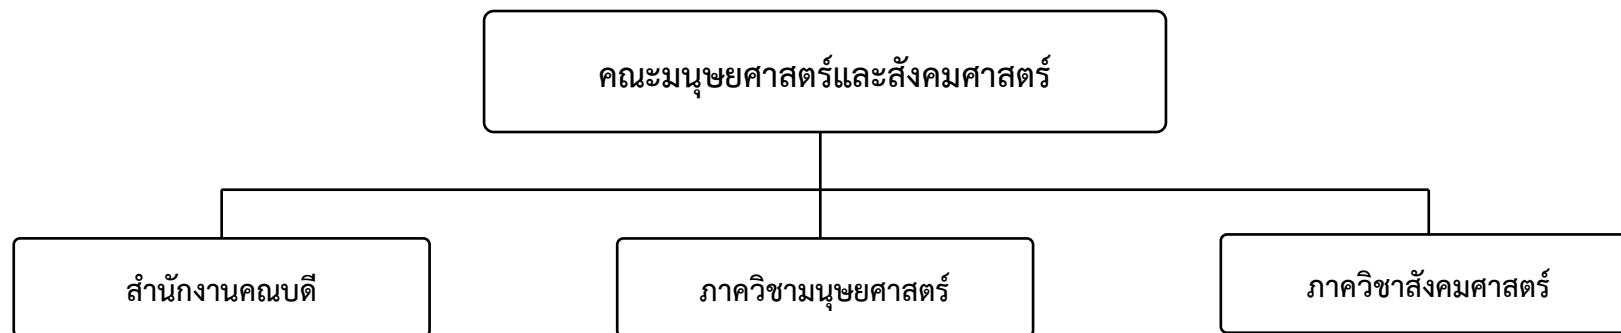 คณะมนุษยศาสตร์และสังคมศาสตร์
สำนักงานคณบดี
ภาควิชามนุษยศาสตร์
ภาควิชาสังคมศาสตร์